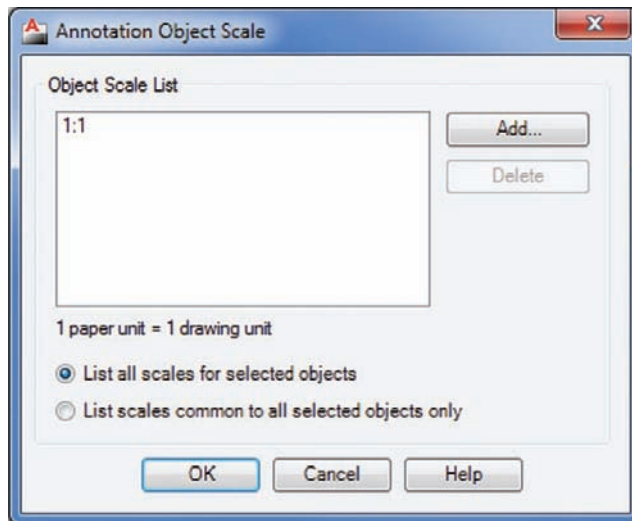 Annotation Object Scale
Object Scale List
1:1
Add...
Delete
1 paper unit = 1 drawing unit
List all scales for selected objects
List scales common to all selected objects only
OK Cancel Help